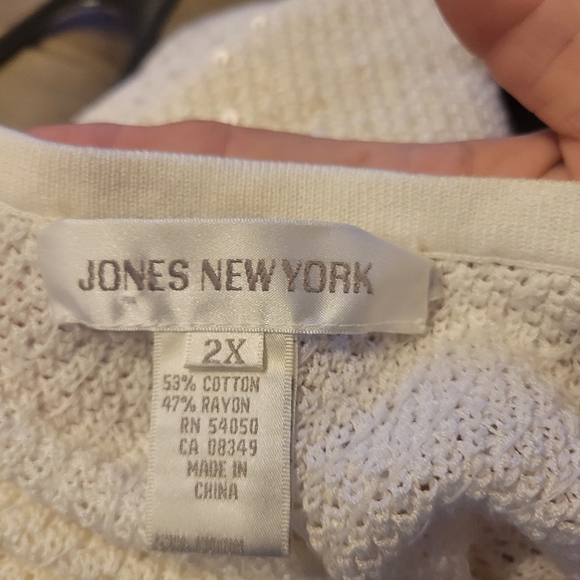 JONES NEW YORK
2X
53% COTTON
47% RAYON
RN 54050
CA 08349
MADE IN
CHINA